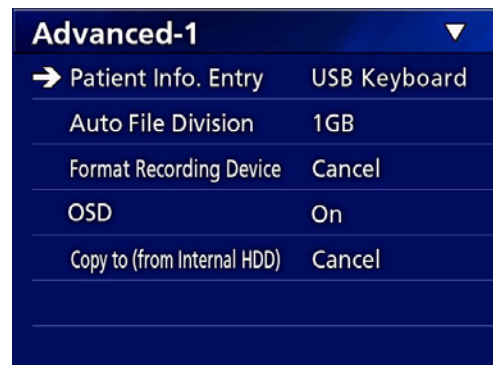 Advanced-1 ▼
➔ Patient Info. Entry USB Keyboard
Auto File Division 1GB
Format Recording Device Cancel
OSD On
Copy to (from Internal HDD) Cancel